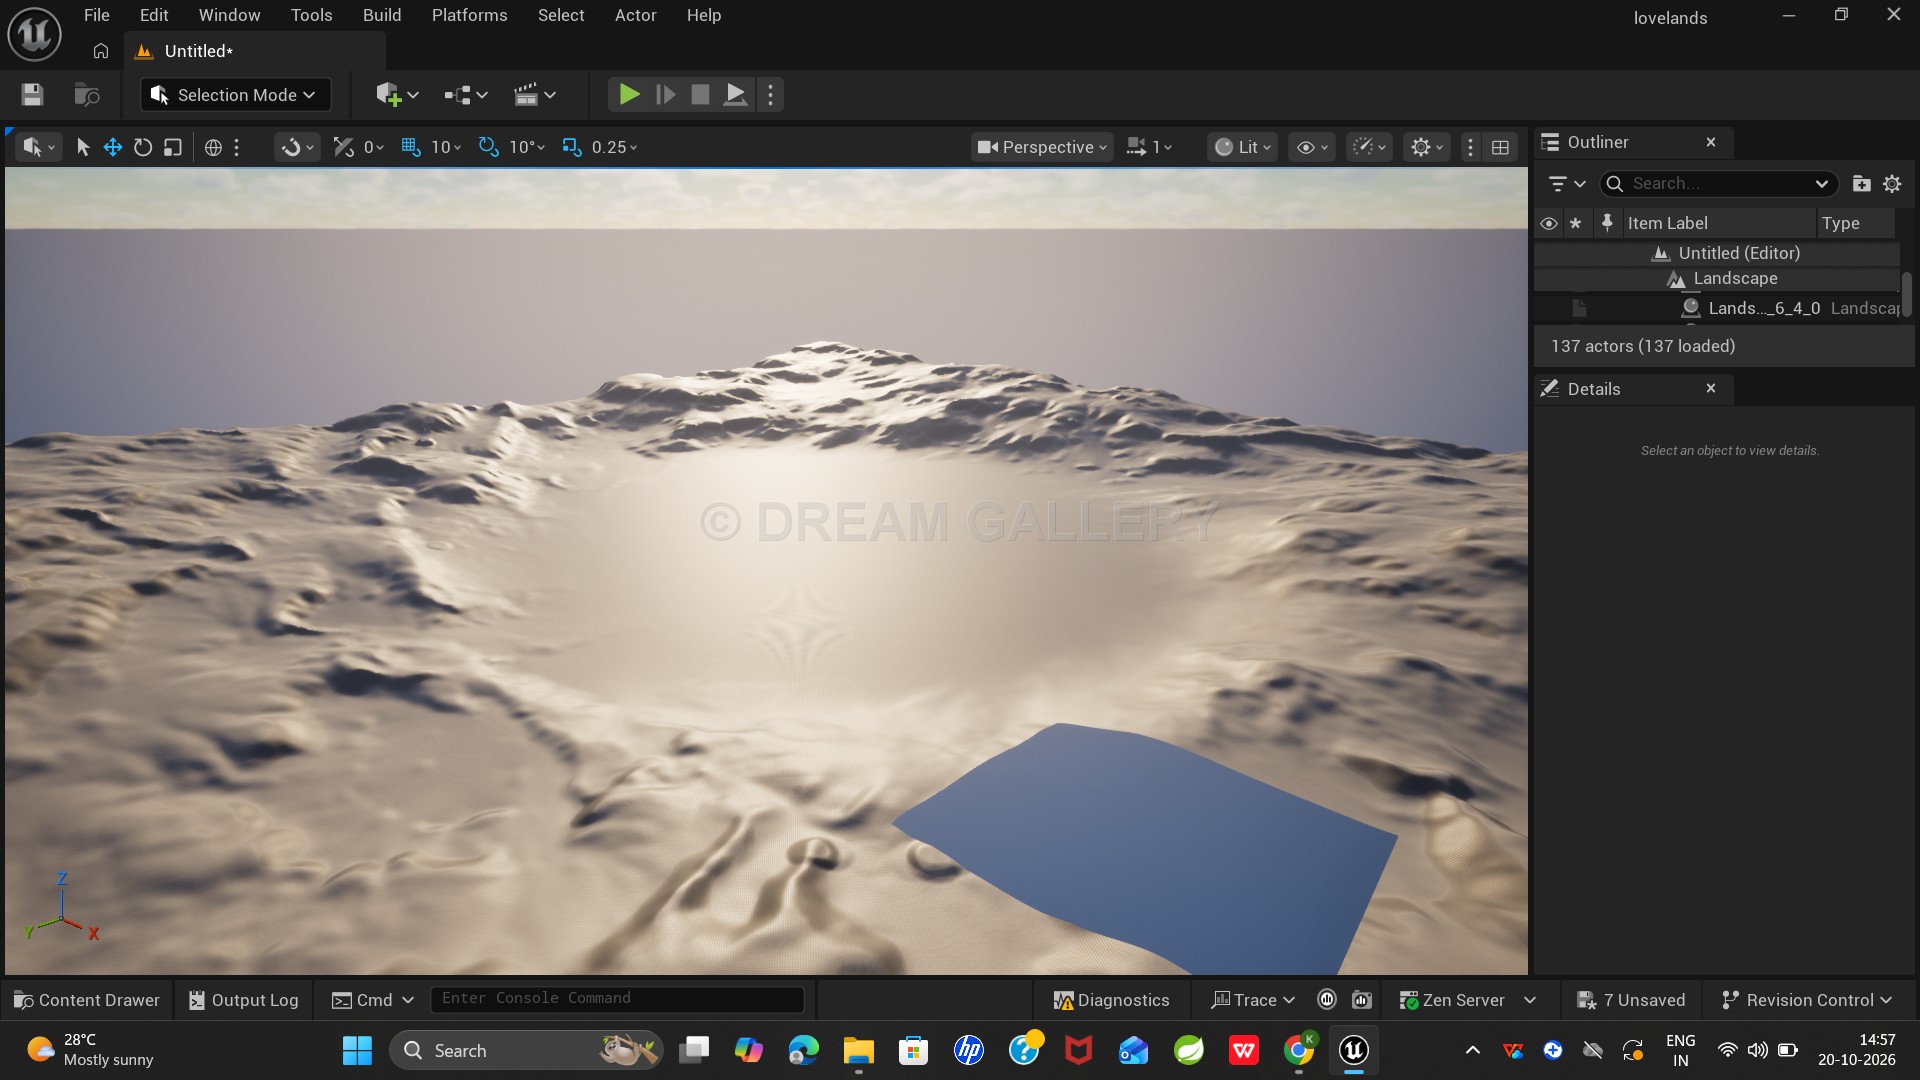 File Edit Window Tools Build Platforms Select Actor Help
lovelands
Untitled*
Selection Mode
0 10 10° 0.25 Perspective 1 Lit
Outliner
Search...
Item Label Type
Untitled (Editor)
Landscape
Lands..._6_4_0 Landscap
137 actors (137 loaded)
Details
Select an object to view details.
© DREAM GALLERY
Z
Y X
Content Drawer Output Log Cmd Enter Console Command Diagnostics Trace Zen Server 7 Unsaved Revision Control
28°C
Mostly sunny
Search
hp
K
ENG
IN
14:57
20-10-2026